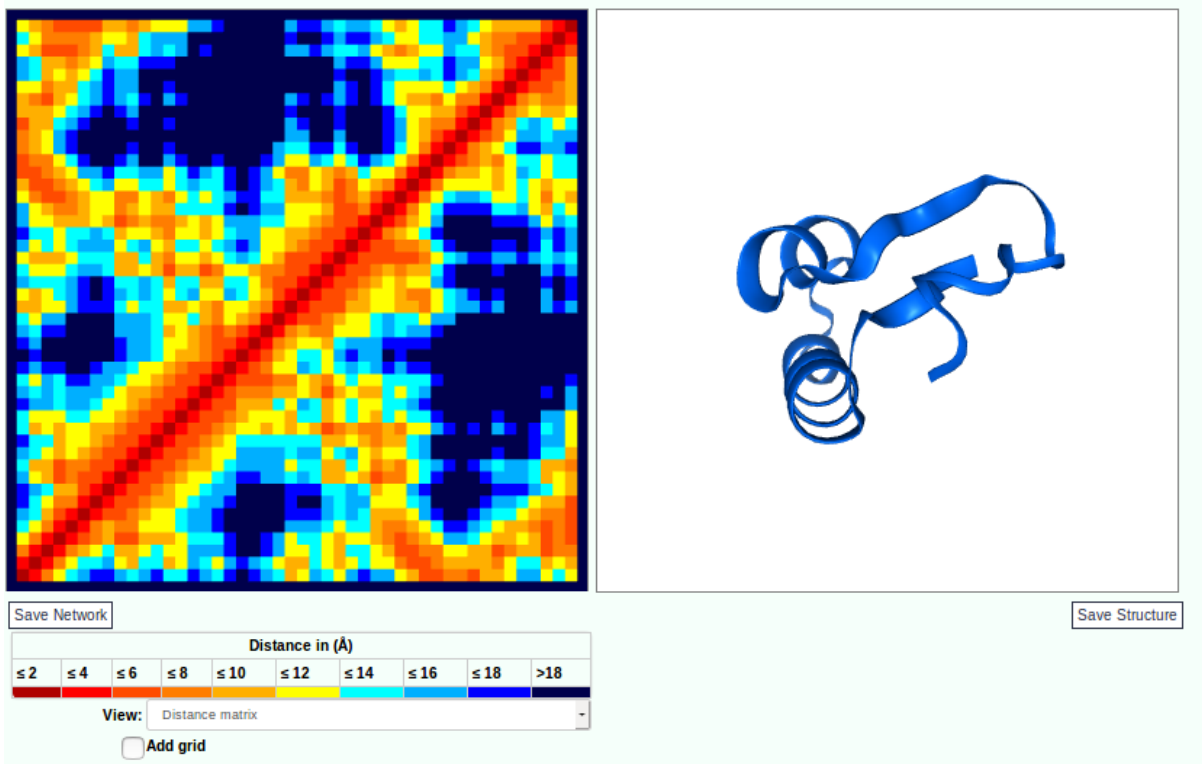 Save Network
Save Structure
Distance in (Å)
≤ 2 ≤ 4 ≤ 6 ≤ 8 ≤ 10 ≤ 12 ≤ 14 ≤ 16 ≤ 18 >18
View: Distance matrix
Add grid